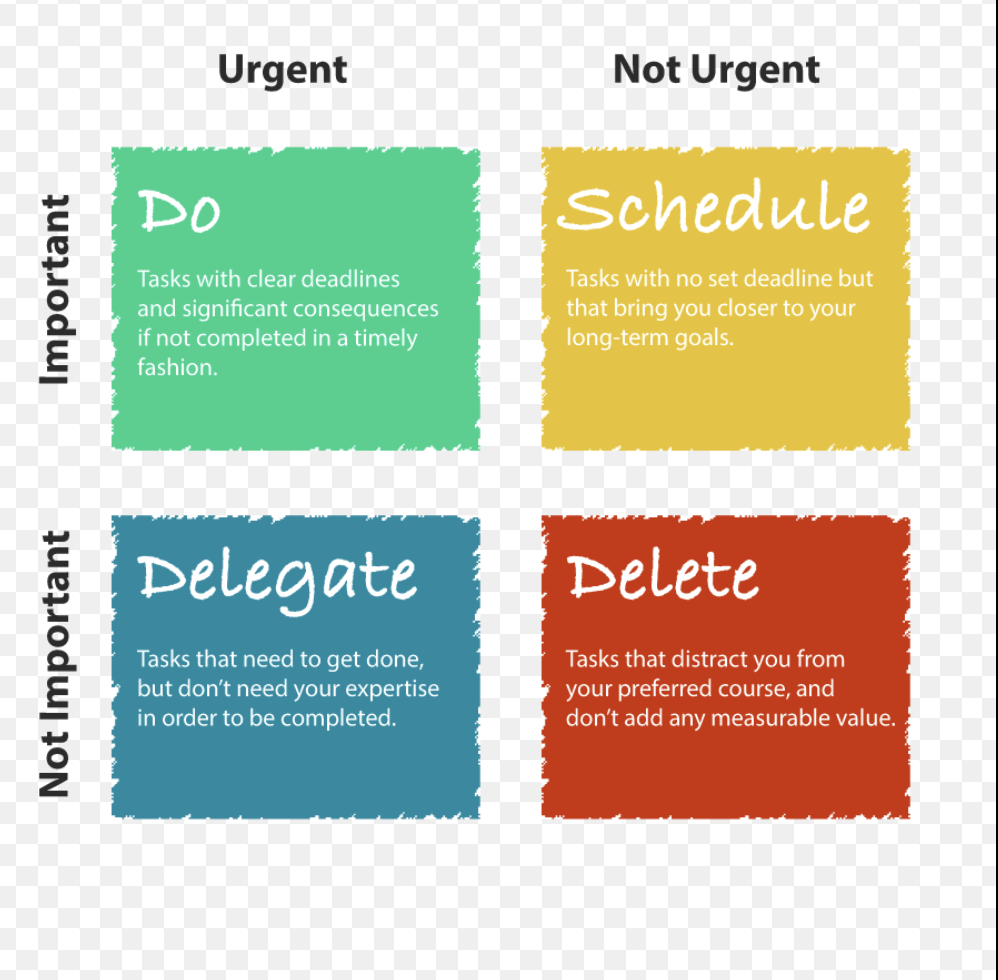 Urgent
Not Urgent
Important
Do
Tasks with clear deadlines
and significant consequences
if not completed in a timely
fashion.
Schedule
Tasks with no set deadline but
that bring you closer to your
long-term goals.
Not Important
Delegate
Tasks that need to get done,
but don’t need your expertise
in order to be completed.
Delete
Tasks that distract you from
your preferred course, and
don’t add any measurable value.